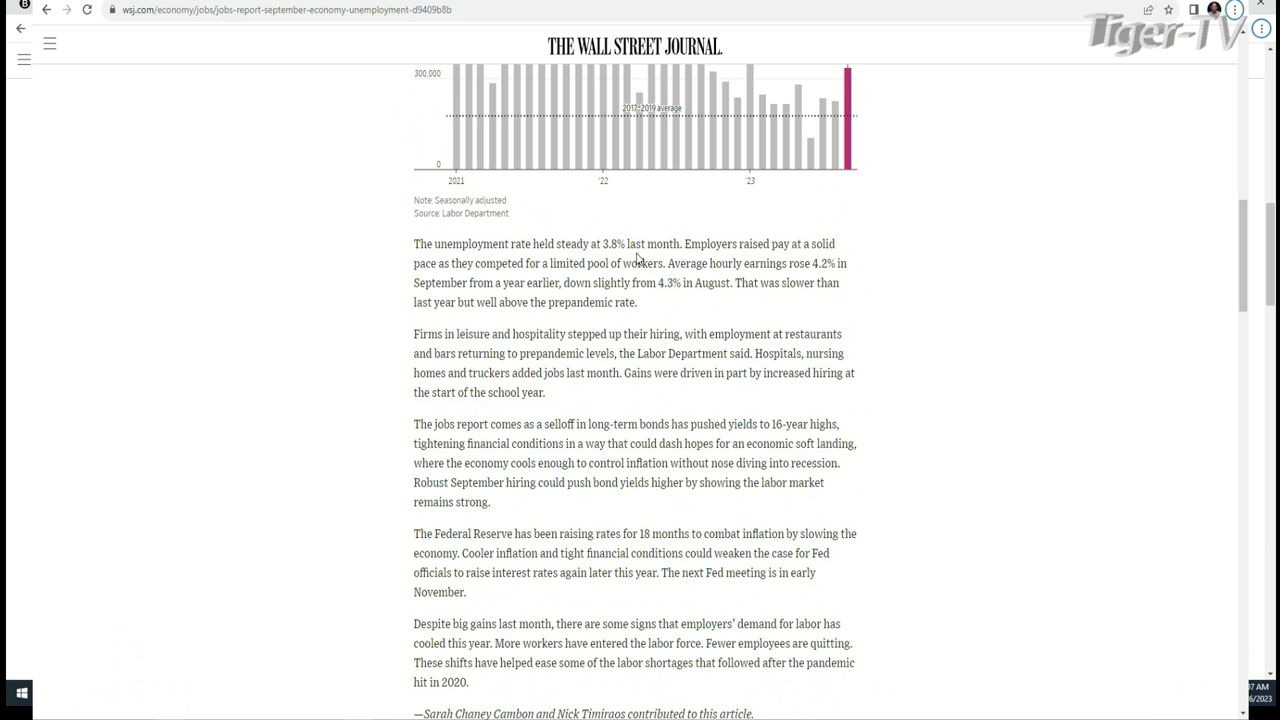 wsj.com/economy/jobs/jobs-report-september-economy-unemployment-d9409b8b
Tiger-TV
THE WALL STREET JOURNAL.
300,000
2017-2019 average
0
2021
'22
'23
Note: Seasonally adjusted
Source: Labor Department
The unemployment rate held steady at 3.8% last month. Employers raised pay at a solid
pace as they competed for a limited pool of workers. Average hourly earnings rose 4.2% in
September from a year earlier, down slightly from 4.3% in August. That was slower than
last year but well above the prepandemic rate.
Firms in leisure and hospitality stepped up their hiring, with employment at restaurants
and bars returning to prepandemic levels, the Labor Department said. Hospitals, nursing
homes and truckers added jobs last month. Gains were driven in part by increased hiring at
the start of the school year.
The jobs report comes as a selloff in long-term bonds has pushed yields to 16-year highs,
tightening financial conditions in a way that could dash hopes for an economic soft landing,
where the economy cools enough to control inflation without nose diving into recession.
Robust September hiring could push bond yields higher by showing the labor market
remains strong.
The Federal Reserve has been raising rates for 18 months to combat inflation by slowing the
economy. Cooler inflation and tight financial conditions could weaken the case for Fed
officials to raise interest rates again later this year. The next Fed meeting is in early
November.
Despite big gains last month, there are some signs that employers' demand for labor has
cooled this year. More workers have entered the labor force. Fewer employees are quitting.
These shifts have helped ease some of the labor shortages that followed after the pandemic
hit in 2020.
—Sarah Chaney Cambon and Nick Timiraos contributed to this article.
7 AM
6/2023